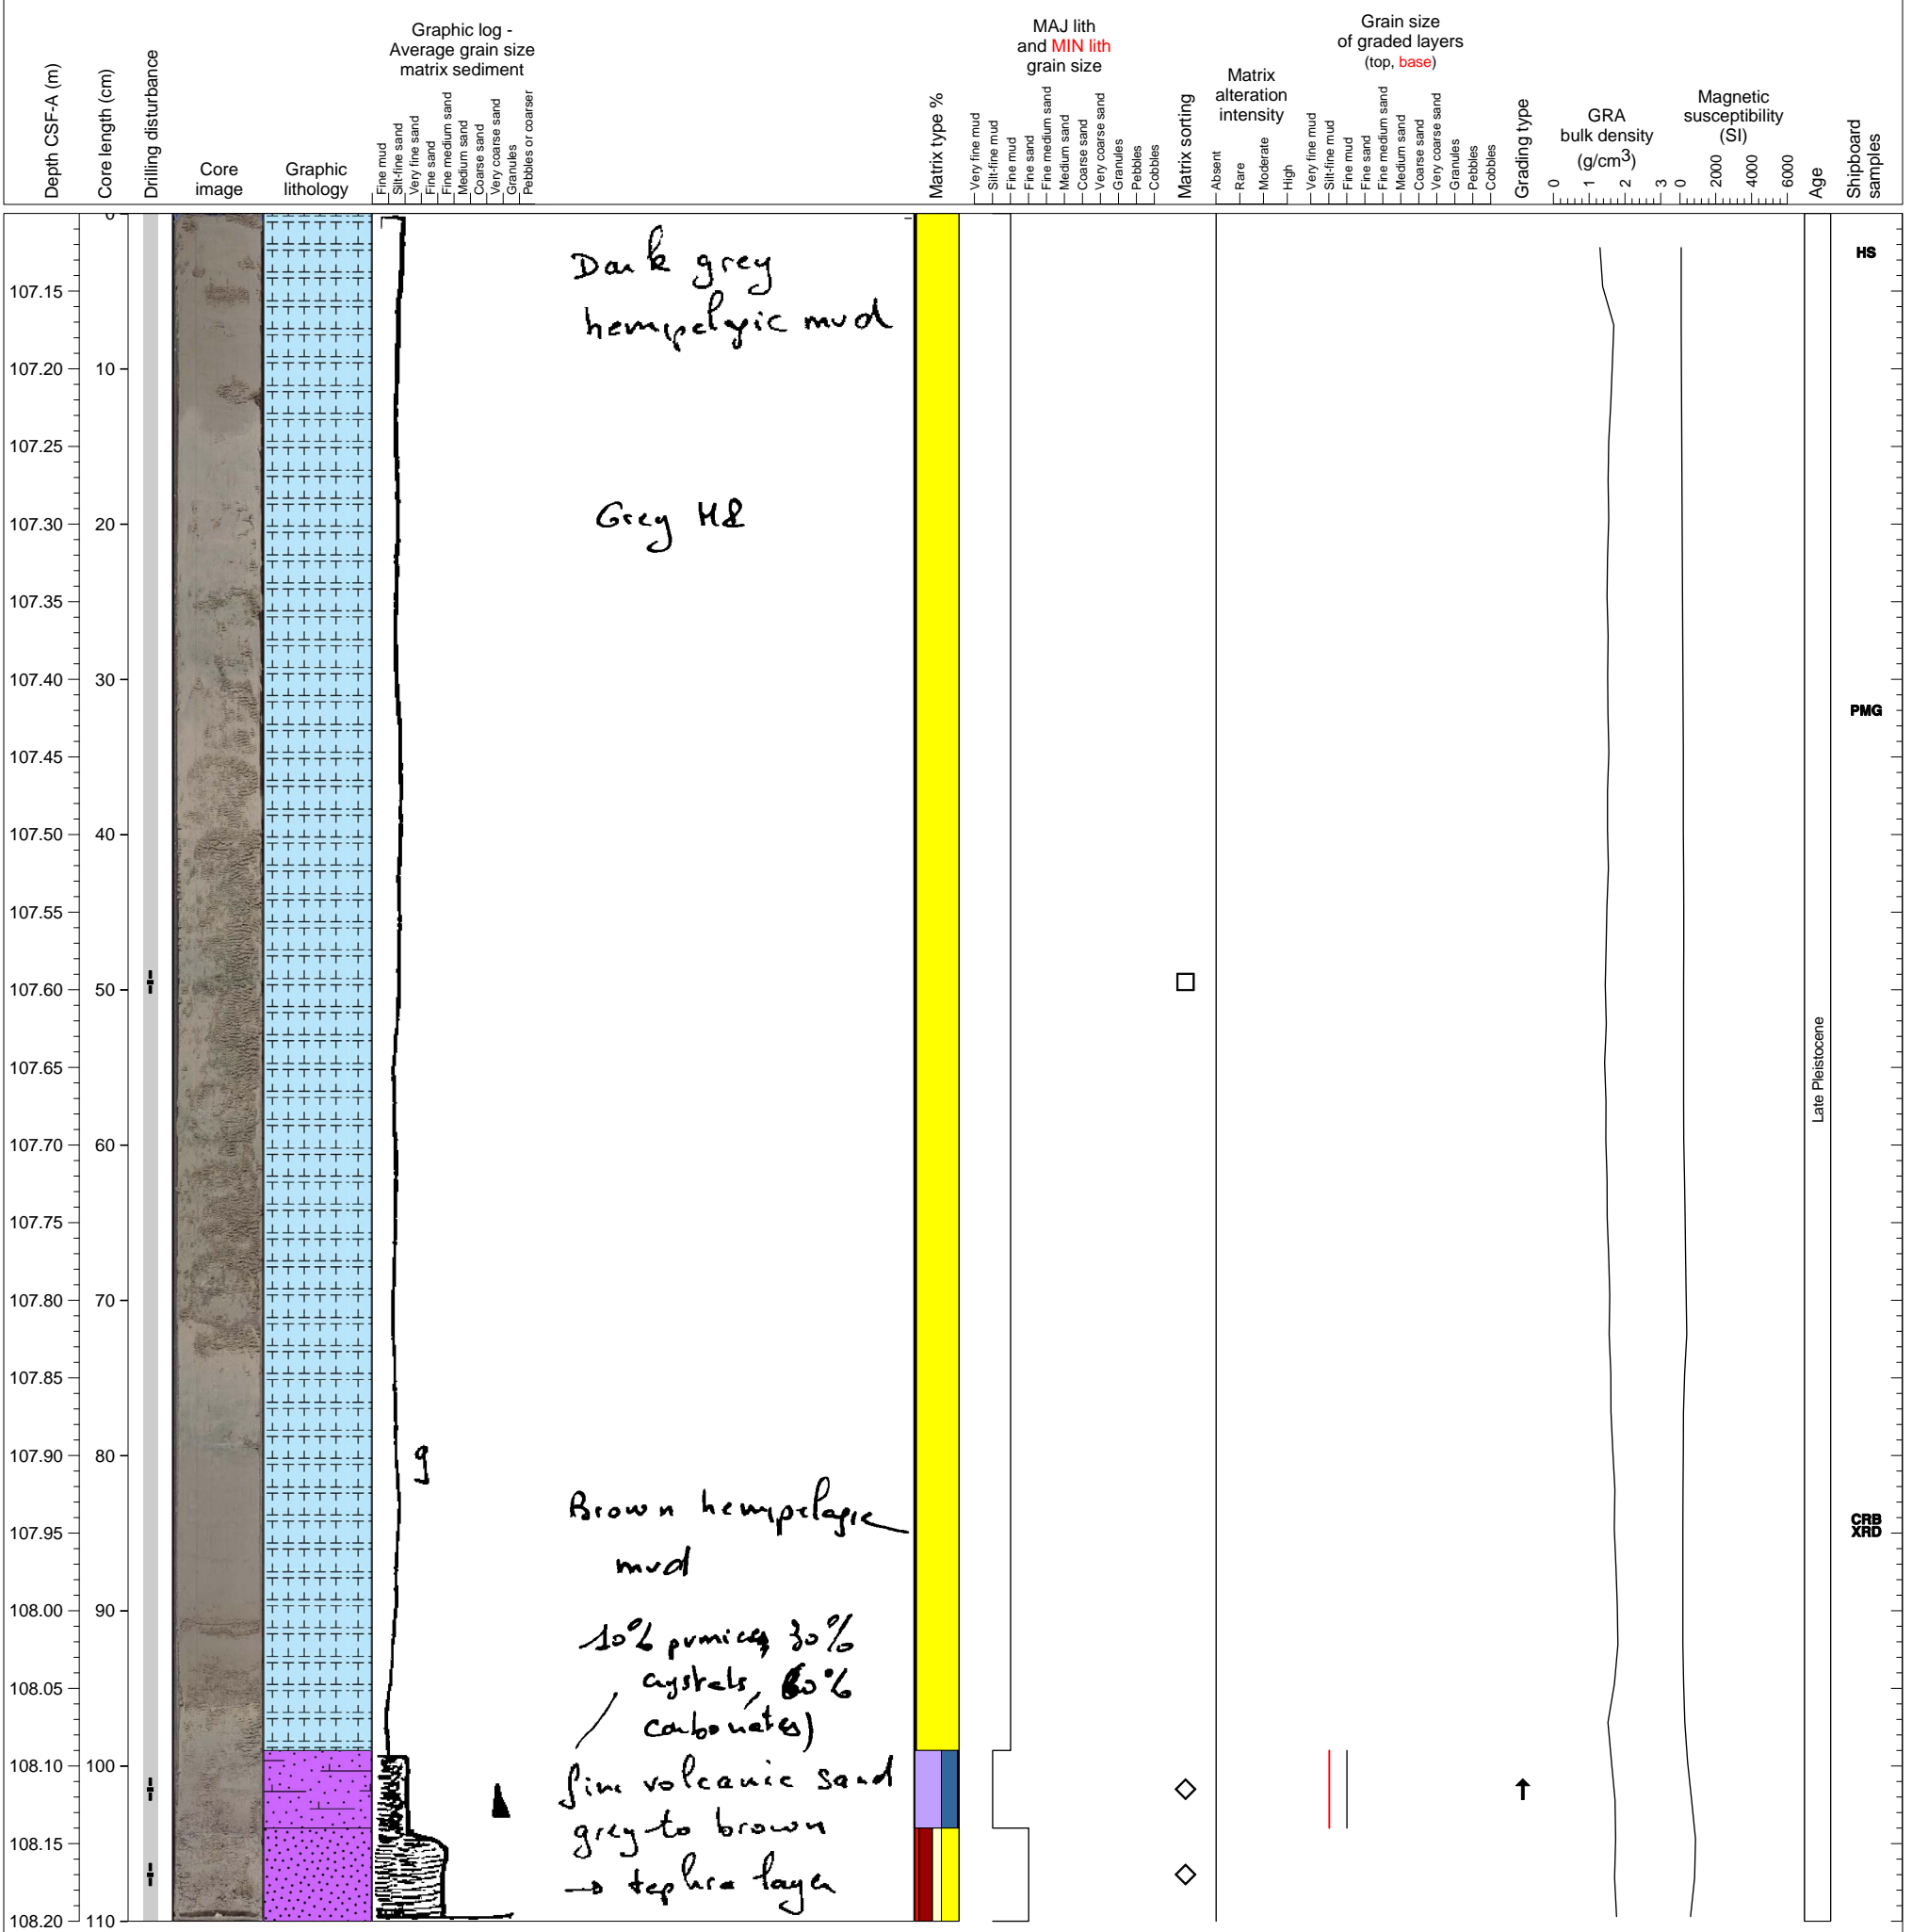 Depth CSF-A (m)
Core length (cm)
Drilling disturbance
Core
image
Graphic
lithology
Graphic log -
Average grain size
matrix sediment
Fine mud
Silt-fine sand
Very fine sand
Fine sand
Fine medium sand
Medium sand
Coarse sand
Very coarse sand
Granules
Pebbles or coarser
Matrix type %
MAJ lith
and MIN lith
grain size
Very fine mud
Silt-fine mud
Fine mud
Fine sand
Fine medium sand
Medium sand
Coarse sand
Very coarse sand
Granules
Pebbles
Cobbles
Matrix sorting
Matrix
alteration
intensity
Absent
Rare
Moderate
High
Grain size
of graded layers
(top, base)
Very fine mud
Silt-fine mud
Fine mud
Fine sand
Fine medium sand
Medium sand
Coarse sand
Very coarse sand
Granules
Pebbles
Cobbles
Grading type
GRA
bulk density
(g/cm3)
0 1 2 3
Magnetic
susceptibility
(SI)
0 2000 4000 6000
Age
Shipboard
samples
0
107.15
107.20 10
107.25
107.30 20
107.35
107.40 30
107.45
107.50 40
107.55
107.60 50
107.65
107.70 60
107.75
107.80 70
107.85
107.90 80
107.95
108.00 90
108.05
108.10 100
108.15
108.20 110
Dark grey
hemipelagic mud
Grey
g
Brown hemipelagic
mud
10% pumices, 30%
crystals, 60%
carbonates)
fine volcanic sand
grey to brown
→ tephra layer
Late Pleistocene
HS
PMG
CRB
XRD